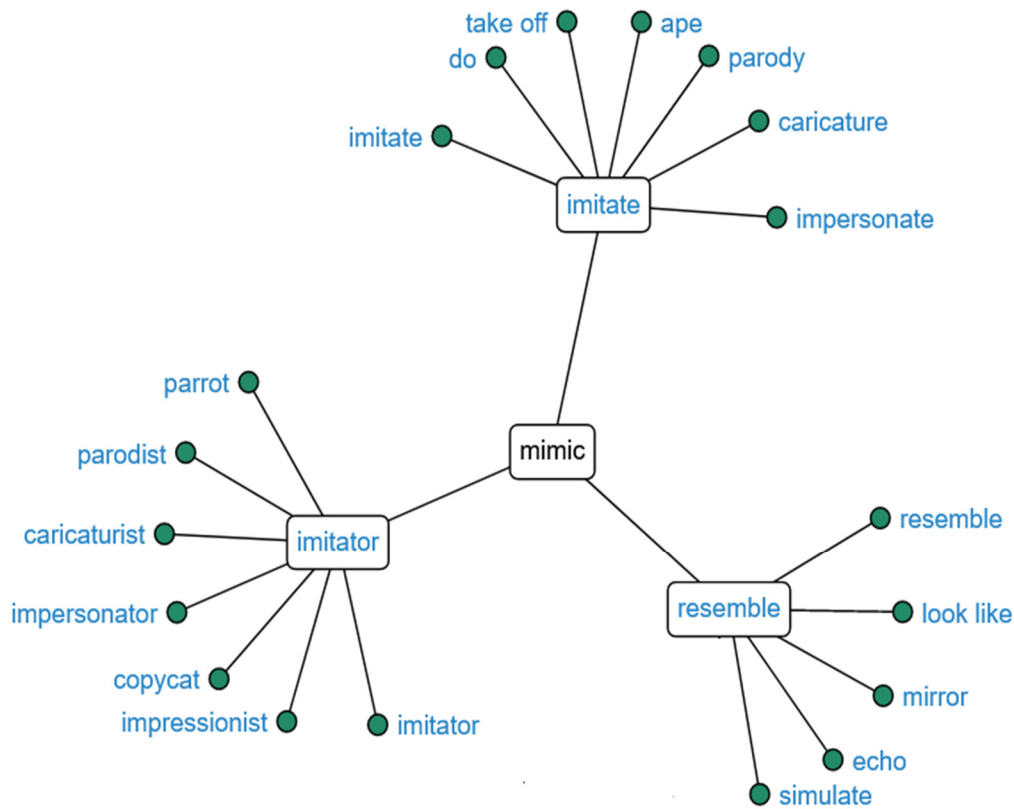 take off
ape
do
parody
imitate
caricature
imitate
impersonate
parrot
mimic
parodist
resemble
caricaturist
imitator
resemble
look like
impersonator
copycat
mirror
impressionist
imitator
echo
simulate